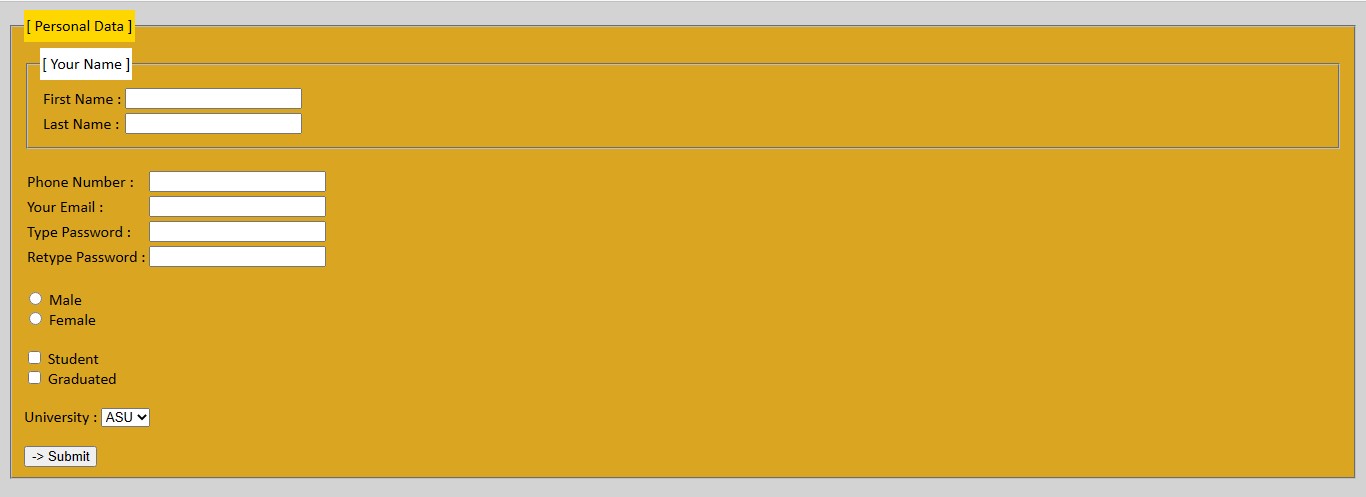 [ Personal Data ]
[ Your Name ]
First Name :
Last Name :
Phone Number :
Your Email :
Type Password :
Retype Password :
Male
Female
Student
Graduated
University : ASU
-> Submit